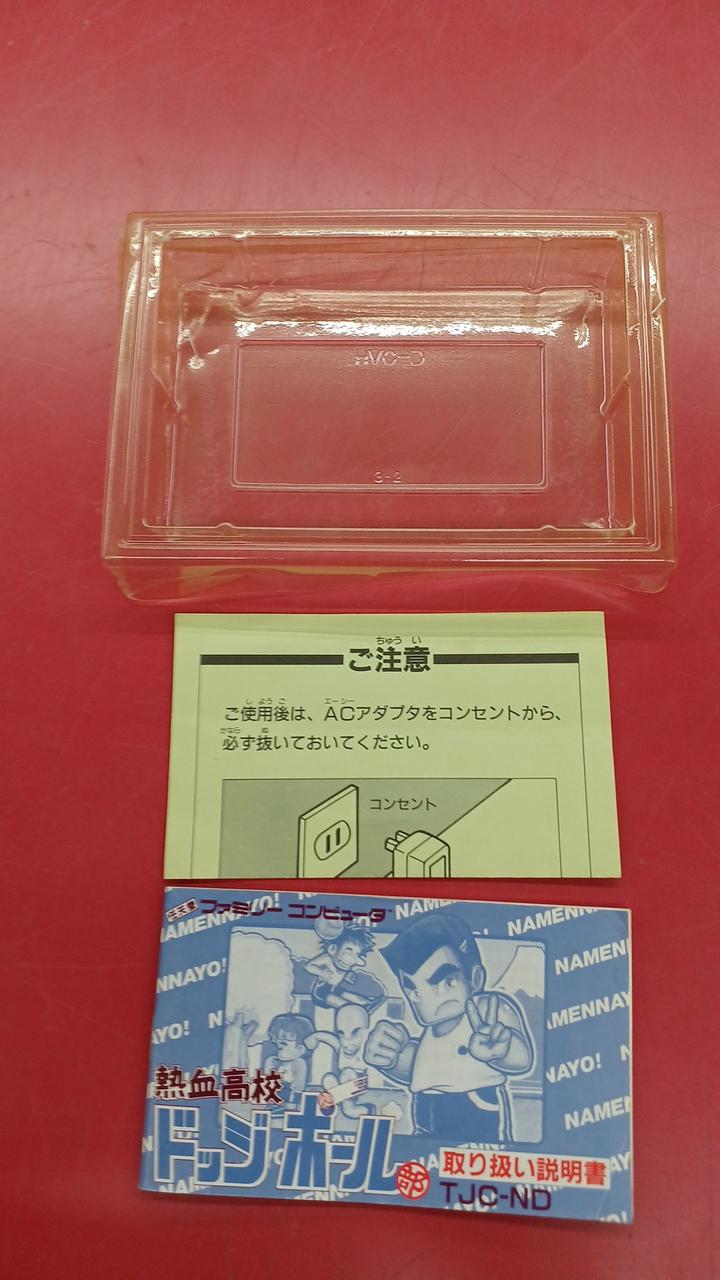 HVC-C
3-2
ちゅう い
ご注意
し よう ご エーシー
ご使用後は、ACアダプタをコンセントから、
かなら ぬ
必ず抜いておいてください。
コンセント
ファミリー コンピュータ
NAMENNAYO!
NAMENNAYO!
NAMENNAYO!
熱血高校
ドッジボール部
取り扱い説明書
TJC-ND